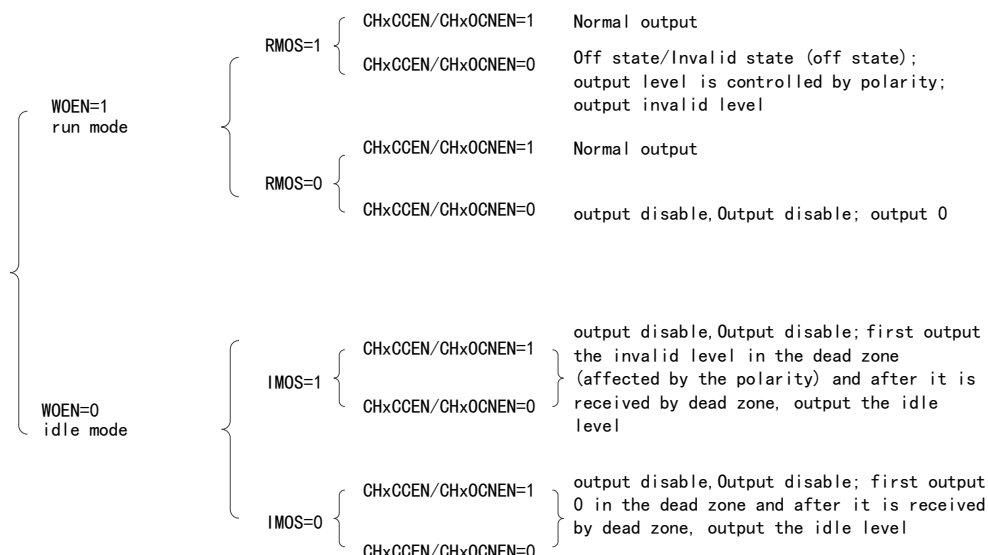 CHxCCEN/CHxOCNEN=1 Normal output
RMOS=1
CHxCCEN/CHxOCNEN=0 Off state/Invalid state (off state);
output level is controlled by polarity;
output invalid level
WOEN=1
run mode
CHxCCEN/CHxOCNEN=1 Normal output
RMOS=0
CHxCCEN/CHxOCNEN=0 output disable,Output disable; output 0
output disable,Output disable; first output
the invalid level in the dead zone
(affected by the polarity) and after it is
received by dead zone, output the idle
level
CHxCCEN/CHxOCNEN=1
IMOS=1
CHxCCEN/CHxOCNEN=0
WOEN=0
idle mode
output disable,Output disable; first output
0 in the dead zone and after it is received
by dead zone, output the idle level
CHxCCEN/CHxOCNEN=1
IMOS=0
CHxCCEN/CHxOCNEN=0